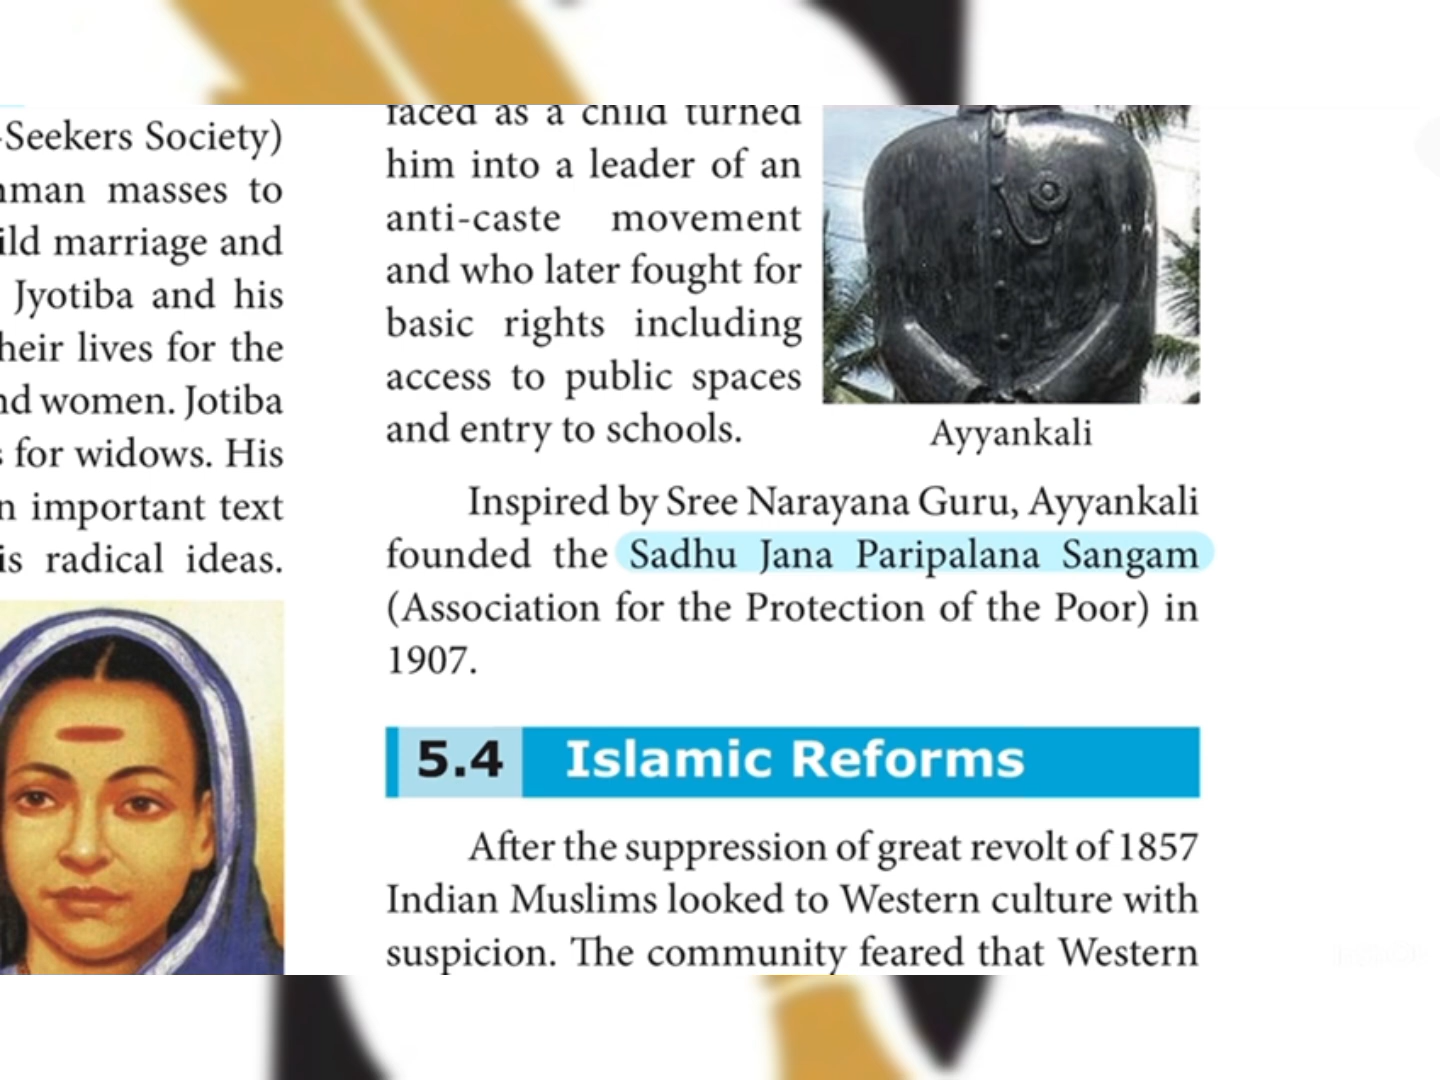 -Seekers Society)
masses to
marriage and
Jyotiba and his
lives for the
women. Jotiba
for widows. His
important text
radical ideas.
faced as a child turned
him into a leader of an
anti-caste movement
and who later fought for
basic rights including
access to public spaces
and entry to schools.
Ayyankali
Inspired by Sree Narayana Guru, Ayyankali
founded the Sadhu Jana Paripalana Sangam
(Association for the Protection of the Poor) in
1907.
5.4 Islamic Reforms
After the suppression of great revolt of 1857
Indian Muslims looked to Western culture with
suspicion. The community feared that Western